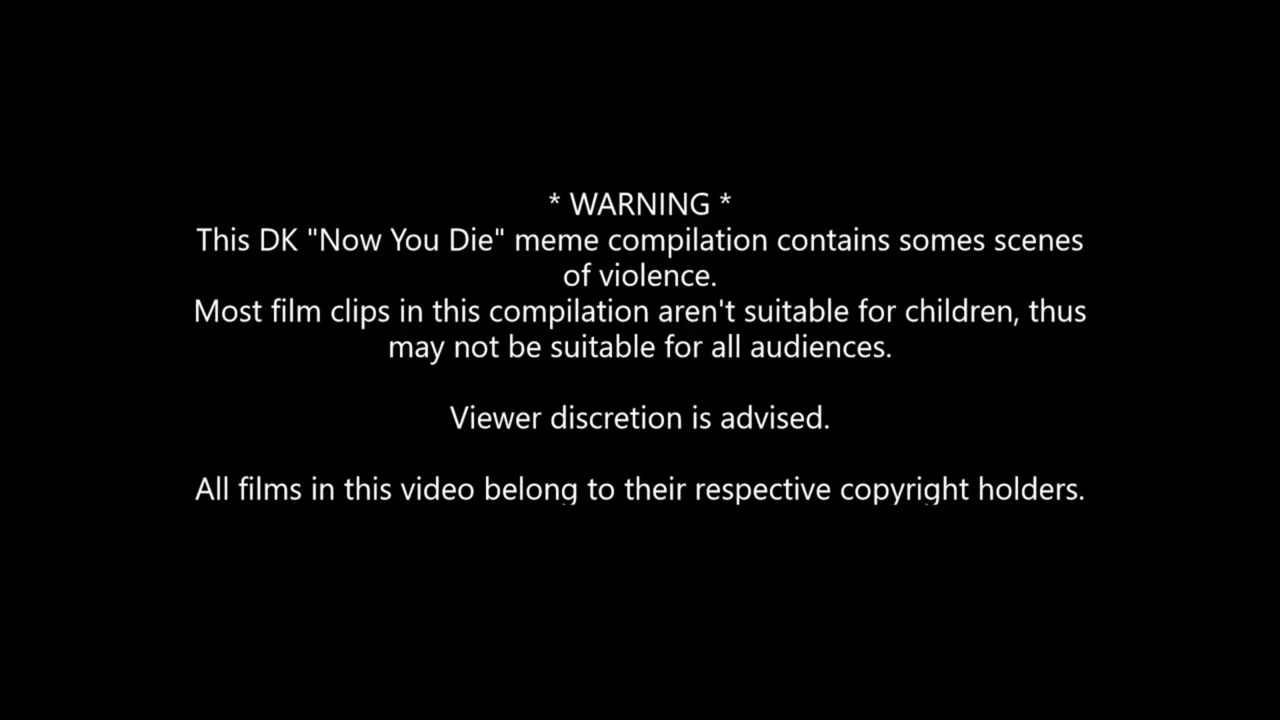 * WARNING *
This DK "Now You Die" meme compilation contains somes scenes
of violence.
Most film clips in this compilation aren't suitable for children, thus
may not be suitable for all audiences.
Viewer discretion is advised.
All films in this video belong to their respective copyright holders.